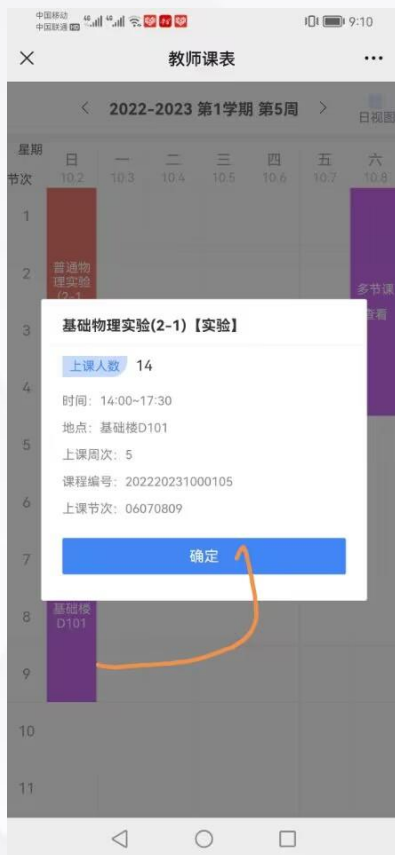 中国移动
中国联通 HD 4G 4G 9:10
教师课表
2022-2023 第1学期 第5周
日视图
星期
节次
日 一 二 三 四 五 六
10.2 10.3 10.4 10.5 10.6 10.7 10.8
1
普通物
2 理实验
(2-1
多节课
查看
基础物理实验(2-1)【实验】
3
上课人数 14
4
时间：14:00~17:30
地点：基础楼D101
5
上课周次：5
课程编号：202220231000105
6
上课节次：06070809
7
确定
8
基础楼
D101
9
10
11